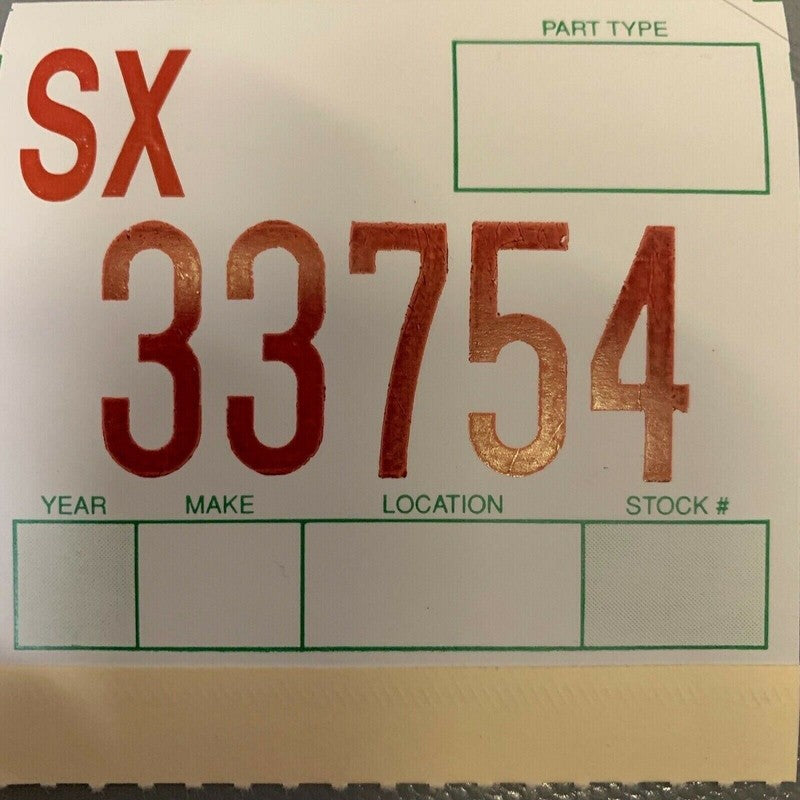 PART TYPE
SX
33754
YEAR MAKE LOCATION STOCK #